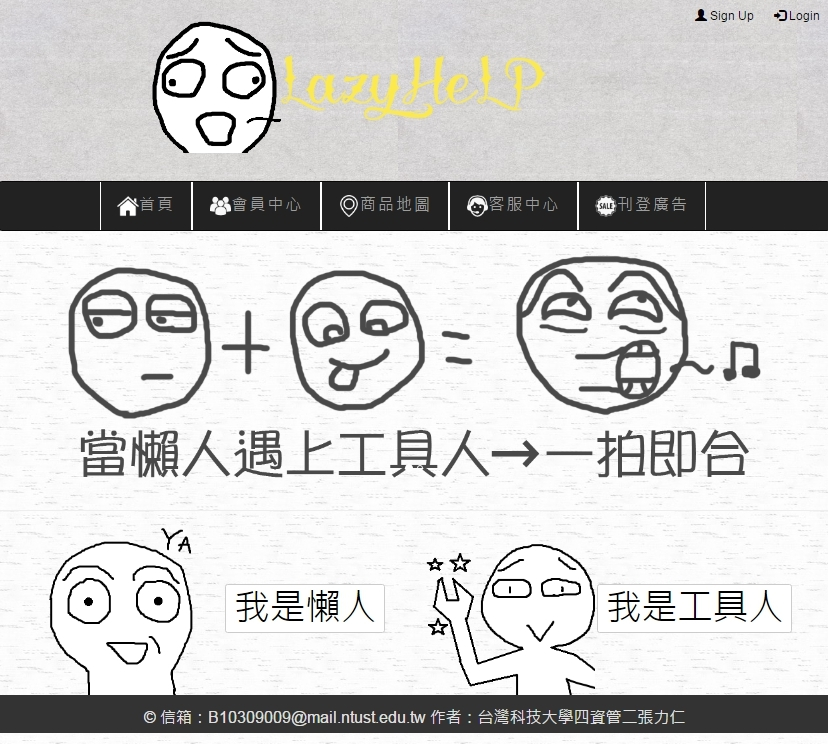 Sign Up Login
LazyHeLP
首頁 會員中心 商品地圖 客服中心 SALE 刊登廣告
當懶人遇上工具人→一拍即合
YA
我是懶人 我是工具人
© 信箱：B10309009@mail.ntust.edu.tw 作者：台灣科技大學四資管二張力仁